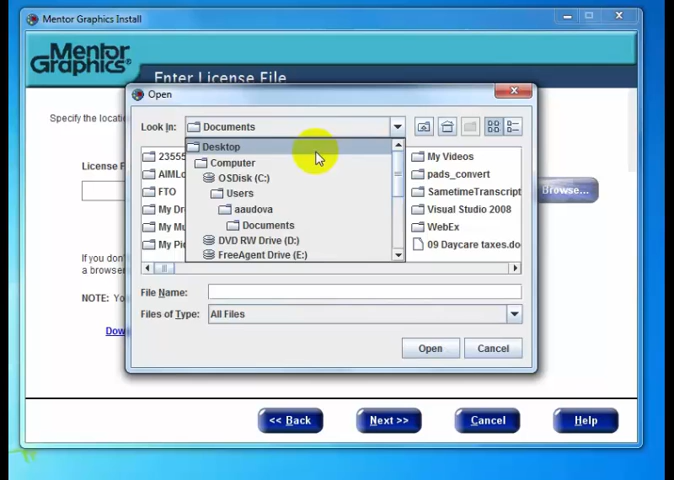 Mentor Graphics Install
Mentor
Graphics®
Enter License File
Open
Specify the locati
Look In:
Documents
Desktop
Computer
OSDisk (C:)
Users
aaudova
Documents
DVD RW Drive (D:)
FreeAgent Drive (E:)
License F
AIMLo
FTO
My Dr
My Mu
My Pi
My Videos
pads_convert
SametimeTranscript
Visual Studio 2008
WebEx
09 Daycare taxes.do
Browse...
If you don'
a browse
File Name:
Files of Type:
All Files
NOTE: Yo
Dow
Open
Cancel
<< Back
Next >>
Cancel
Help